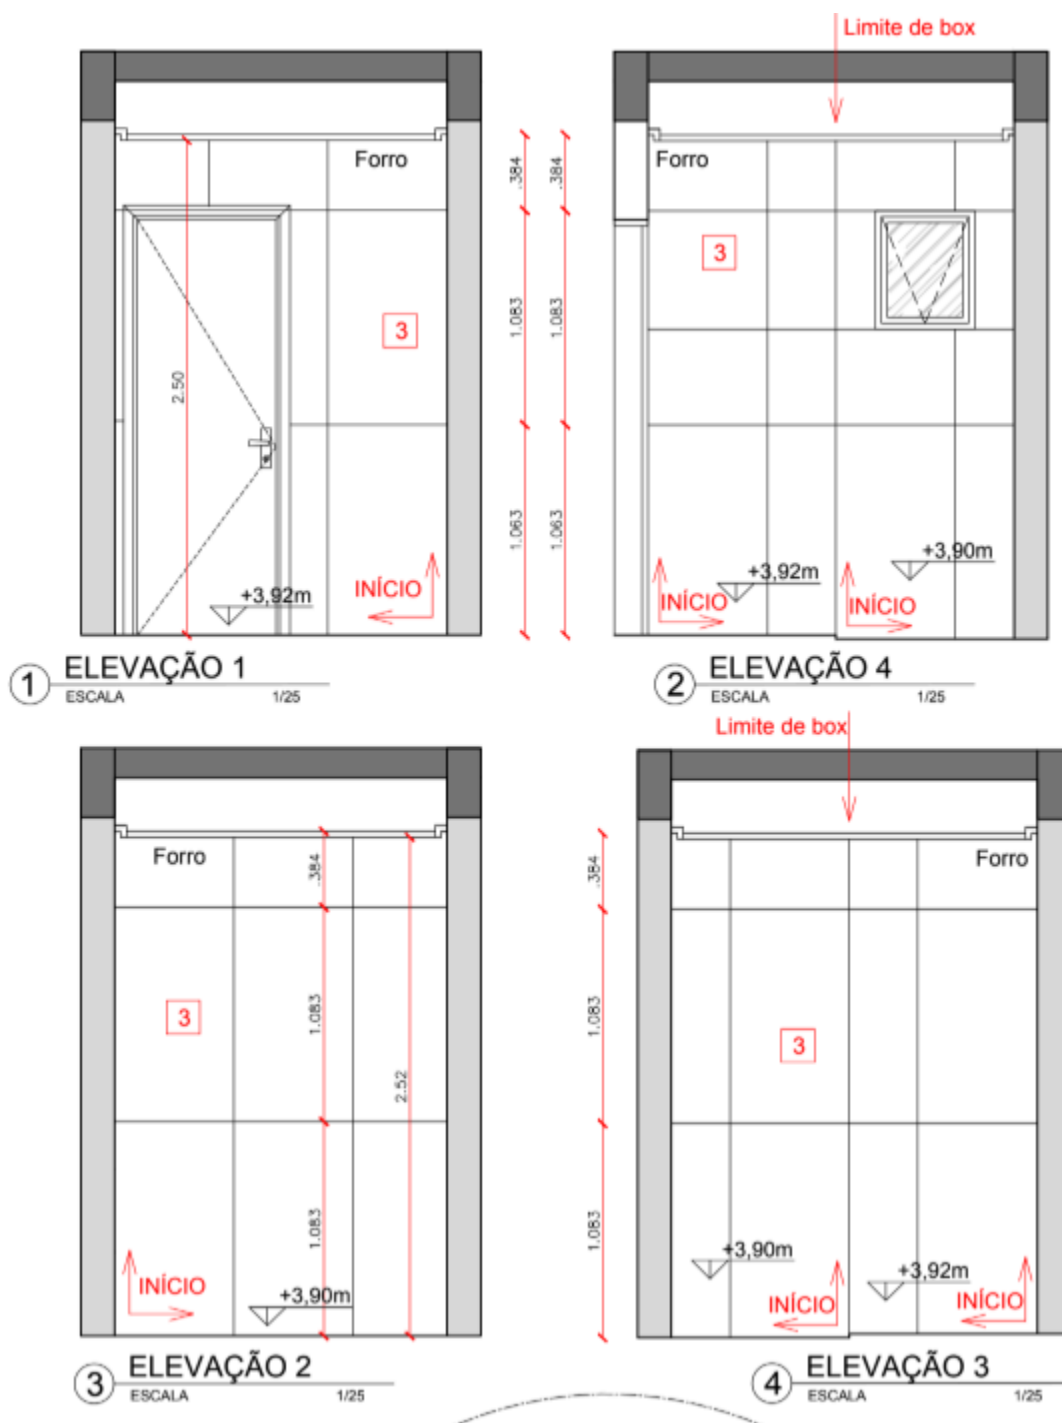 Limite de box
Forro
.384
.384
3
1.083
1.083
2.50
1.063
1.063
+3,92m
INÍCIO
Forro
3
+3,92m
+3,90m
INÍCIO
INÍCIO
1
ELEVAÇÃO 1
ESCALA 1/25
2
ELEVAÇÃO 4
ESCALA 1/25
Limite de box
Forro
.384
3
1.083
2.52
1.083
INÍCIO
+3,90m
.384
Forro
1.083
3
1.083
+3,90m
+3,92m
INÍCIO
INÍCIO
3
ELEVAÇÃO 2
ESCALA 1/25
4
ELEVAÇÃO 3
ESCALA 1/25